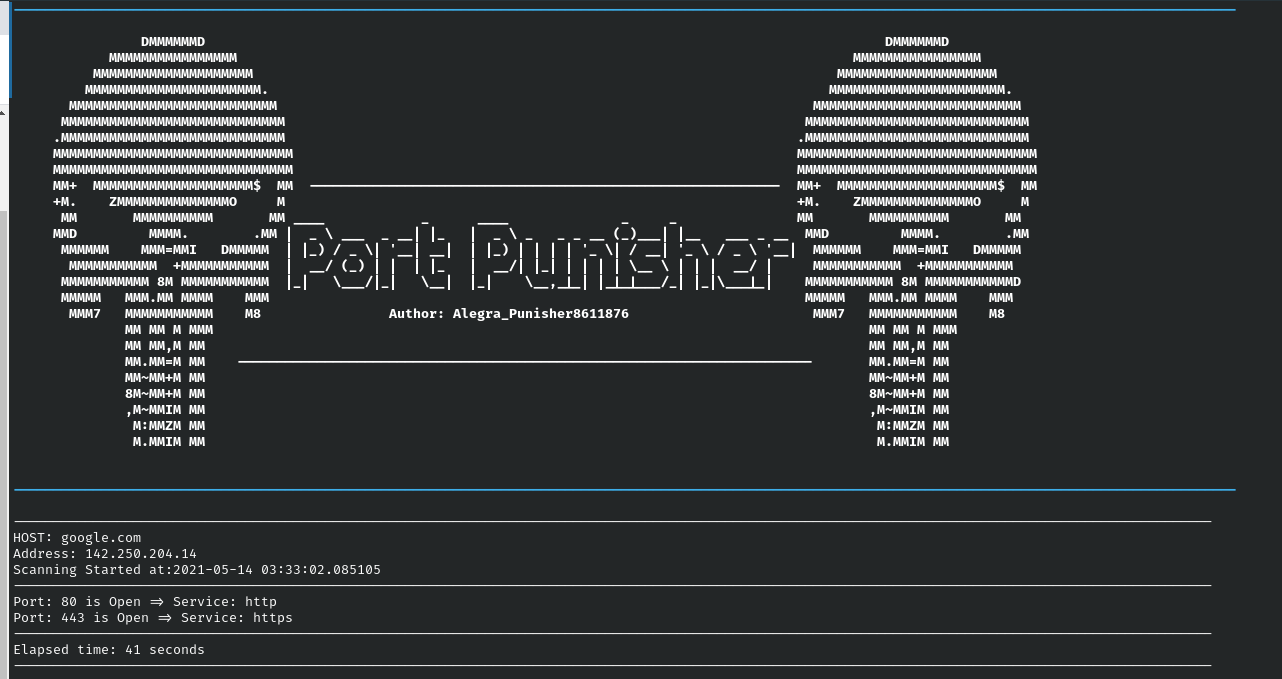 Port Punisher
Author: Alegra_Punisher8611876
HOST: google.com
Address: 142.250.204.14
Scanning Started at:2021-05-14 03:33:02.085105
Port: 80 is Open => Service: http
Port: 443 is Open => Service: https
Elapsed time: 41 seconds